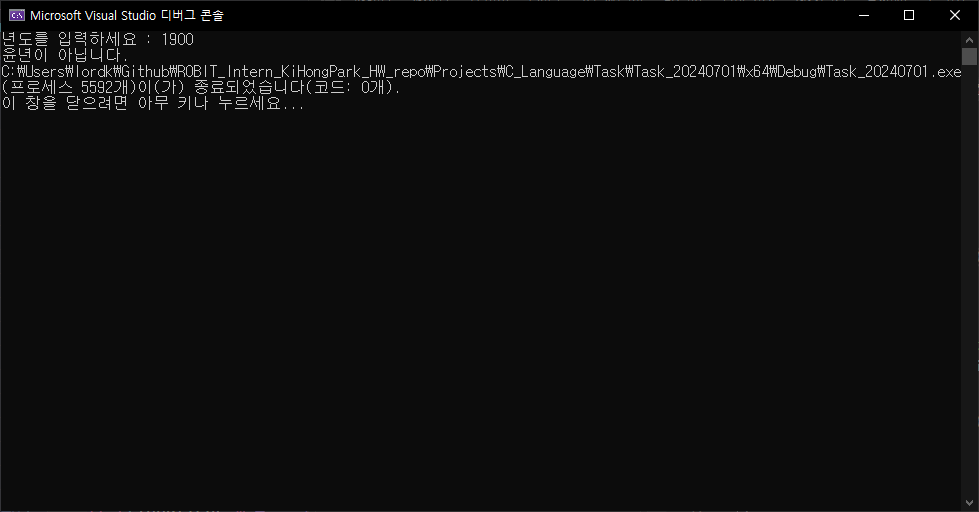 Microsoft Visual Studio 디버그 콘솔
년도를 입력하세요 : 1900
윤년이 아닙니다.
C:₩Users₩lordk₩Github₩ROBIT_Intern_KiHongPark_HW_repo₩Projects₩C_Language₩Task₩Task_20240701₩x64₩Debug₩Task_20240701.exe
(프로세스 5592개)이(가) 종료되었습니다(코드: 0개).
이 창을 닫으려면 아무 키나 누르세요...